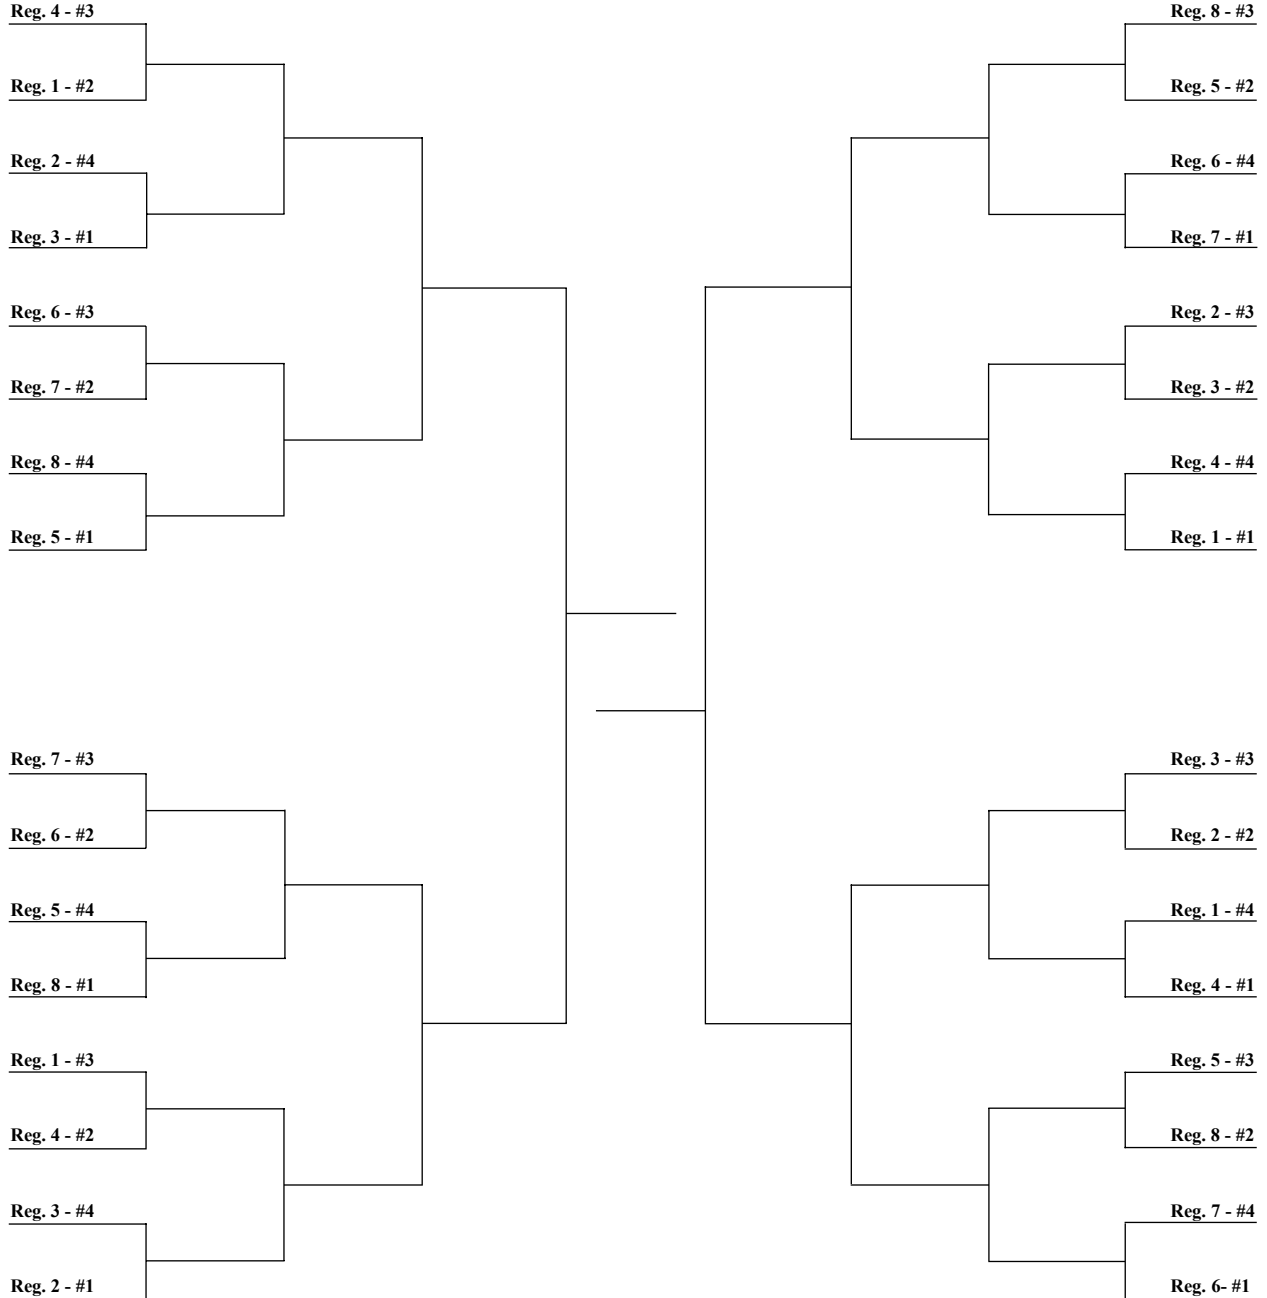 Reg. 4 - #3
Reg. 1 - #2
Reg. 2 - #4
Reg. 3 - #1
Reg. 6 - #3
Reg. 7 - #2
Reg. 8 - #4
Reg. 5 - #1
Reg. 7 - #3
Reg. 6 - #2
Reg. 5 - #4
Reg. 8 - #1
Reg. 1 - #3
Reg. 4 - #2
Reg. 3 - #4
Reg. 2 - #1
Reg. 8 - #3
Reg. 5 - #2
Reg. 6 - #4
Reg. 7 - #1
Reg. 2 - #3
Reg. 3 - #2
Reg. 4 - #4
Reg. 1 - #1
Reg. 3 - #3
Reg. 2 - #2
Reg. 1 - #4
Reg. 4 - #1
Reg. 5 - #3
Reg. 8 - #2
Reg. 7 - #4
Reg. 6- #1